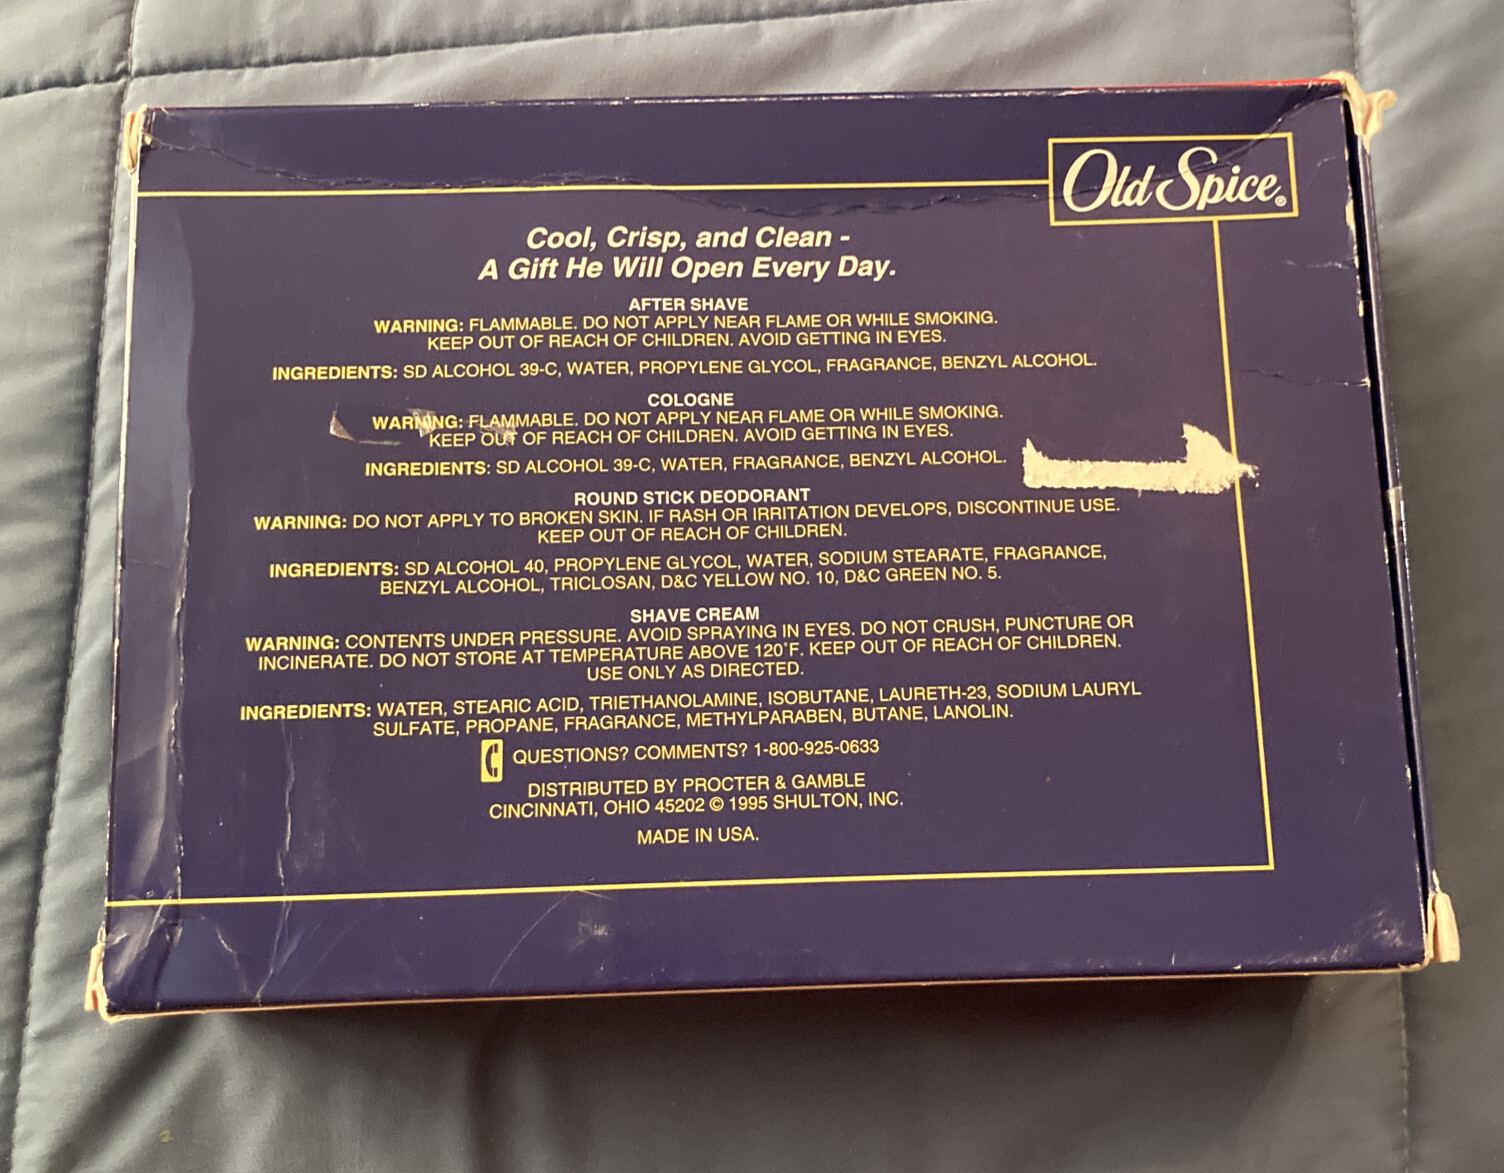 Old Spice®
Cool, Crisp, and Clean -
A Gift He Will Open Every Day.
AFTER SHAVE
WARNING: FLAMMABLE. DO NOT APPLY NEAR FLAME OR WHILE SMOKING.
KEEP OUT OF REACH OF CHILDREN. AVOID GETTING IN EYES.
INGREDIENTS: SD ALCOHOL 39-C, WATER, PROPYLENE GLYCOL, FRAGRANCE, BENZYL ALCOHOL.
COLOGNE
WARNING: FLAMMABLE. DO NOT APPLY NEAR FLAME OR WHILE SMOKING.
KEEP OUT OF REACH OF CHILDREN. AVOID GETTING IN EYES.
INGREDIENTS: SD ALCOHOL 39-C, WATER, FRAGRANCE, BENZYL ALCOHOL.
ROUND STICK DEODORANT
WARNING: DO NOT APPLY TO BROKEN SKIN. IF RASH OR IRRITATION DEVELOPS, DISCONTINUE USE.
KEEP OUT OF REACH OF CHILDREN.
INGREDIENTS: SD ALCOHOL 40, PROPYLENE GLYCOL, WATER, SODIUM STEARATE, FRAGRANCE,
BENZYL ALCOHOL, TRICLOSAN, D&C YELLOW NO. 10, D&C GREEN NO. 5.
SHAVE CREAM
WARNING: CONTENTS UNDER PRESSURE. AVOID SPRAYING IN EYES. DO NOT CRUSH, PUNCTURE OR
INCINERATE. DO NOT STORE AT TEMPERATURE ABOVE 120°F. KEEP OUT OF REACH OF CHILDREN.
USE ONLY AS DIRECTED.
INGREDIENTS: WATER, STEARIC ACID, TRIETHANOLAMINE, ISOBUTANE, LAURETH-23, SODIUM LAURYL
SULFATE, PROPANE, FRAGRANCE, METHYLPARABEN, BUTANE, LANOLIN.
QUESTIONS? COMMENTS? 1-800-925-0633
DISTRIBUTED BY PROCTER & GAMBLE
CINCINNATI, OHIO 45202 © 1995 SHULTON, INC.
MADE IN USA.